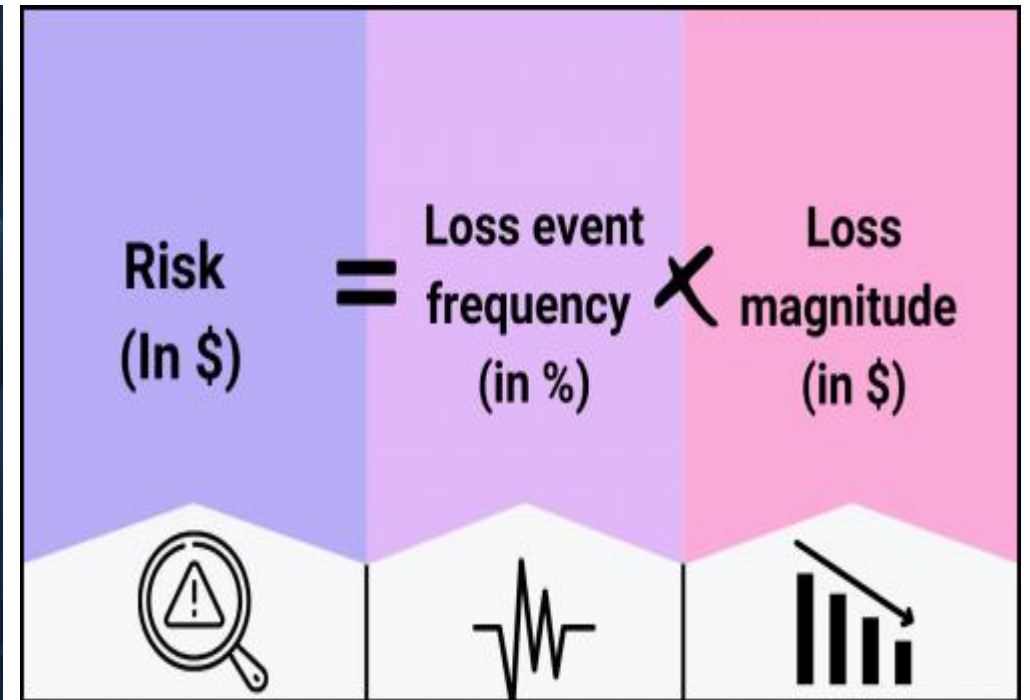 Risk
(In $)
=
Loss event
frequency
(in %)
×
Loss
magnitude
(in $)